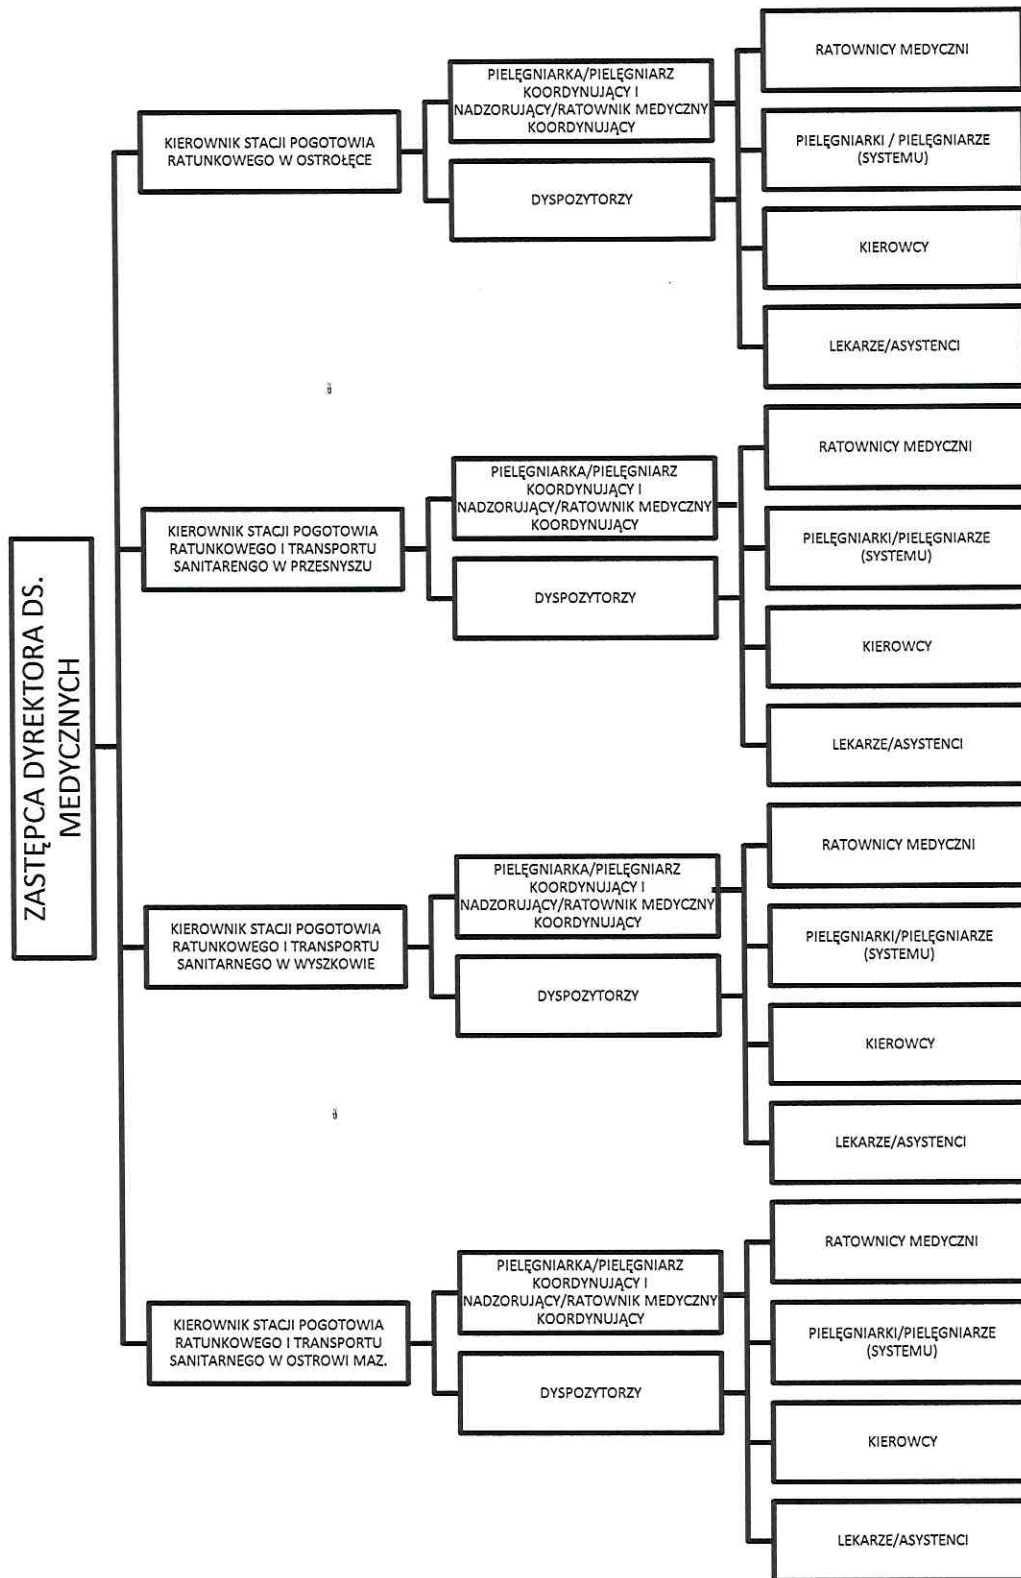 ZASTĘPCA DYREKTORA DS.
MEDYCZNYCH
KIEROWNIK STACJI POGOTOWIA
RATUNKOWEGO W OSTROŁĘCE
PIELĘGNIARKA/PIELĘGNIARZ
KOORDYNUJĄCY I
NADZORUJĄCY/RATOWNIK MEDYCZNY
KOORDYNUJĄCY
DYSPOZYTORZY
RATOWNICY MEDYCZNI
PIELĘGNIARKI / PIELĘGNIARZE
(SYSTEMU)
KIEROWCY
LEKARZE/ASYSTENCI
KIEROWNIK STACJI POGOTOWIA
RATUNKOWEGO I TRANSPORTU
SANITARENGO W PRZESNYSZU
PIELĘGNIARKA/PIELĘGNIARZ
KOORDYNUJĄCY I
NADZORUJĄCY/RATOWNIK MEDYCZNY
KOORDYNUJĄCY
DYSPOZYTORZY
RATOWNICY MEDYCZNI
PIELĘGNIARKI/PIELĘGNIARZE
(SYSTEMU)
KIEROWCY
LEKARZE/ASYSTENCI
KIEROWNIK STACJI POGOTOWIA
RATUNKOWEGO I TRANSPORTU
SANITARNEGO W WYSZKOWIE
PIELĘGNIARKA/PIELĘGNIARZ
KOORDYNUJĄCY I
NADZORUJĄCY/RATOWNIK MEDYCZNY
KOORDYNUJĄCY
DYSPOZYTORZY
RATOWNICY MEDYCZNI
PIELĘGNIARKI/PIELĘGNIARZE
(SYSTEMU)
KIEROWCY
LEKARZE/ASYSTENCI
KIEROWNIK STACJI POGOTOWIA
RATUNKOWEGO I TRANSPORTU
SANITARNEGO W OSTROWI MAZ.
PIELĘGNIARKA/PIELĘGNIARZ
KOORDYNUJĄCY I
NADZORUJĄCY/RATOWNIK MEDYCZNY
KOORDYNUJĄCY
DYSPOZYTORZY
RATOWNICY MEDYCZNI
PIELĘGNIARKI/PIELĘGNIARZE
(SYSTEMU)
KIEROWCY
LEKARZE/ASYSTENCI